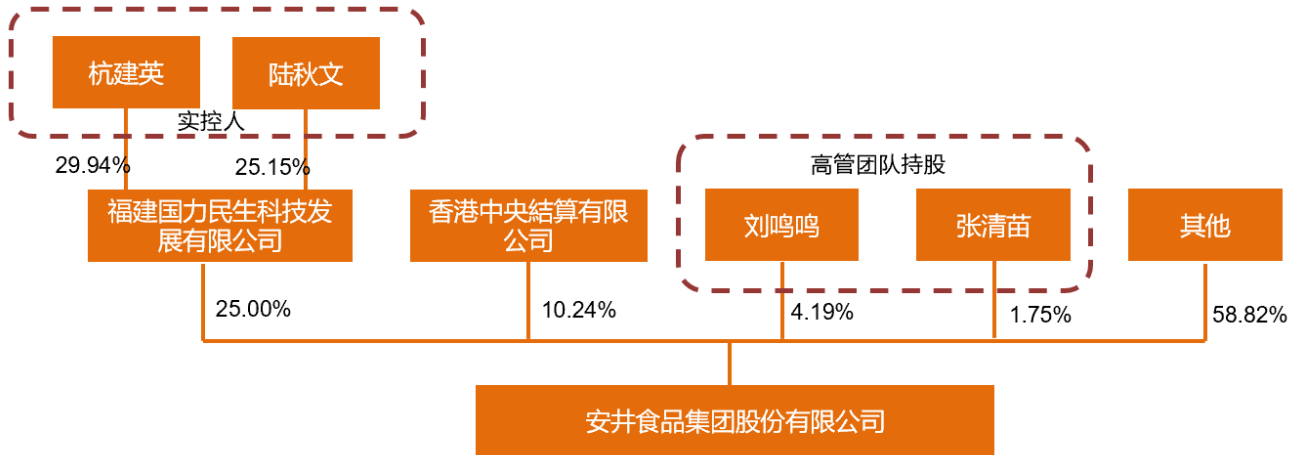 杭建英
陆秋文
实控人
29.94%
25.15%
高管团队持股
福建国力民生科技发
展有限公司
香港中央結算有限
公司
刘鸣鸣
张清苗
其他
25.00%
10.24%
4.19%
1.75%
58.82%
安井食品集团股份有限公司